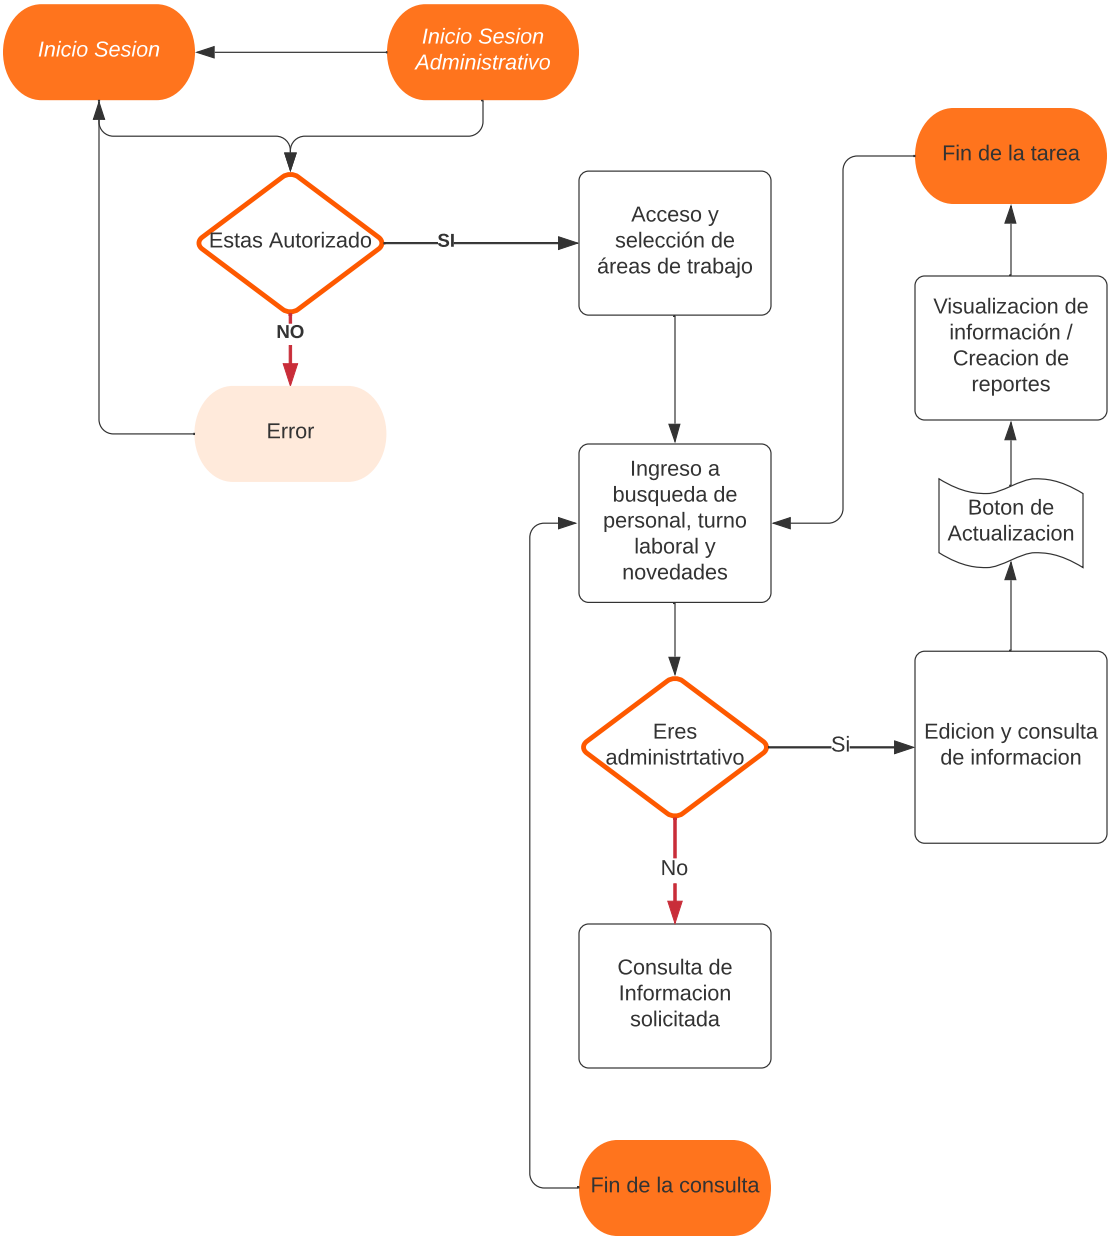 Inicio Sesion
Inicio Sesion
Administrativo
Fin de la tarea
Estas Autorizado
SI
Acceso y
selección de
áreas de trabajo
NO
Visualizacion de
información /
Creacion de
reportes
Error
Ingreso a
busqueda de
personal, turno
laboral y
novedades
Boton de
Actualizacion
Eres
administrtativo
Si
Edicion y consulta
de informacion
No
Consulta de
Informacion
solicitada
Fin de la consulta